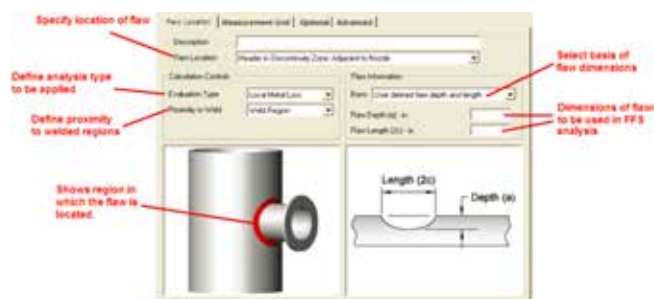 Specify location of flaw
Flaw Location
Measurement Grid
Optional
Advanced
Description
Flaw Location
Header in Discontinuity Zone: Adjacent to Nozzle
Calculation Controls
Flaw Information
Define analysis type
to be applied
Evaluation Type
Local Metal Loss
Basis
User defined flaw depth and length
Select basis of
flaw dimensions
Define proximity
to welded regions
Proximity to Weld
Weld Region
Flaw Depth (a) - in
Flaw Length (2c) - in
Dimensions of flaw
to be used in FFS
analysis
Shows region in
which the flaw is
located.
Length (2c)
Depth (a)